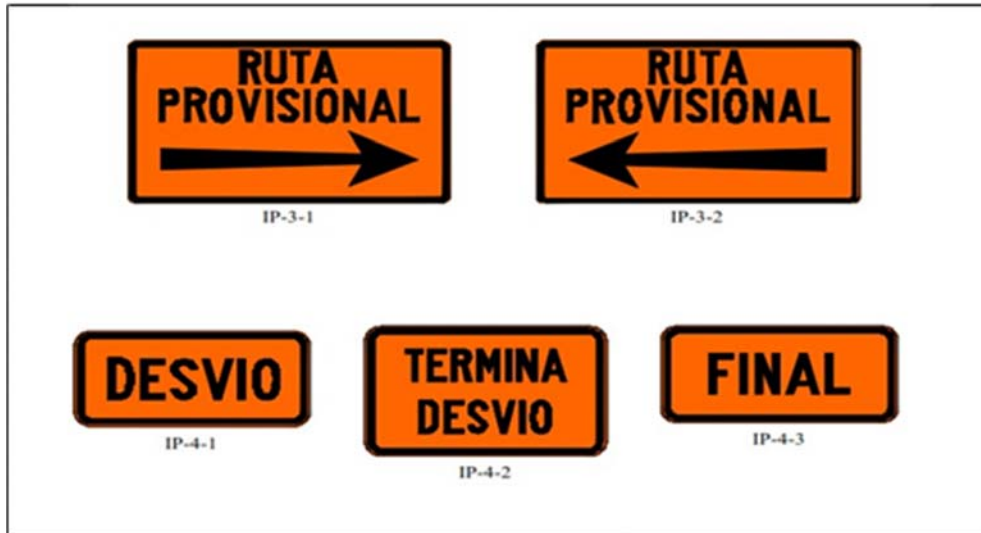 RUTA
PROVISIONAL
IP-3-1
RUTA
PROVISIONAL
IP-3-2
DESVIO
IP-4-1
TERMINA
DESVIO
IP-4-2
FINAL
IP-4-3